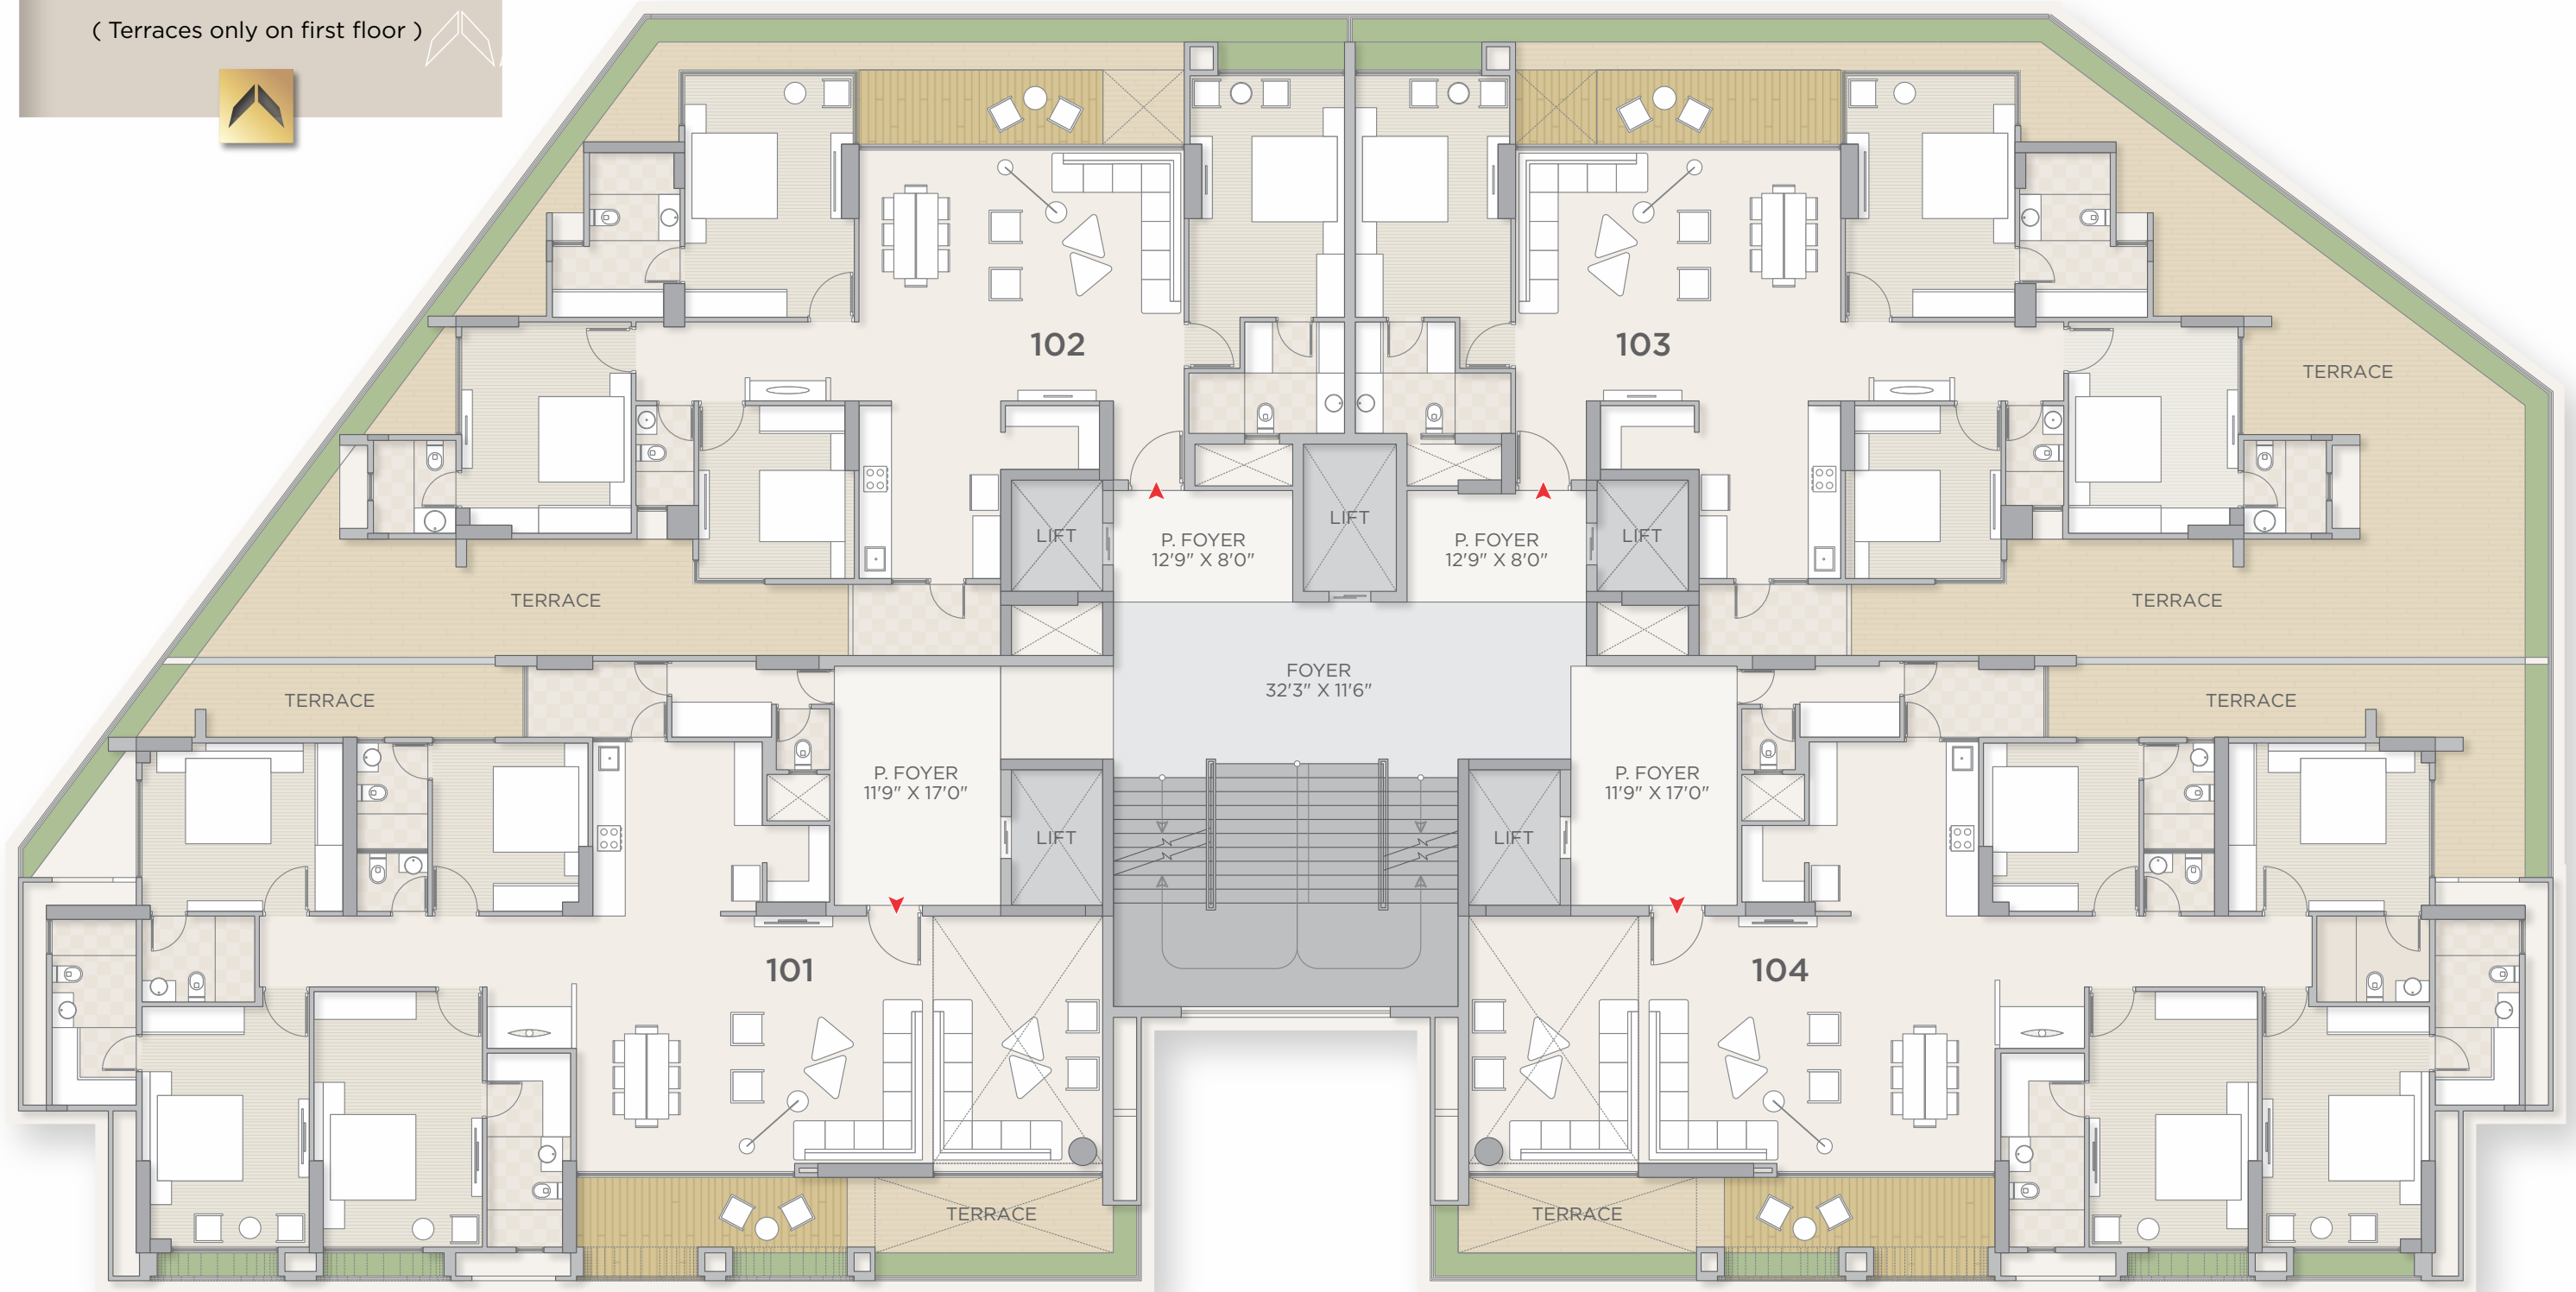 ( Terraces only on first floor )
102
103
TERRACE
LIFT
LIFT
LIFT
P. FOYER
12'9" X 8'0"
P. FOYER
12'9" X 8'0"
TERRACE
TERRACE
FOYER
32'3" X 11'6"
TERRACE
TERRACE
P. FOYER
11'9" X 17'0"
P. FOYER
11'9" X 17'0"
LIFT
LIFT
101
104
TERRACE
TERRACE